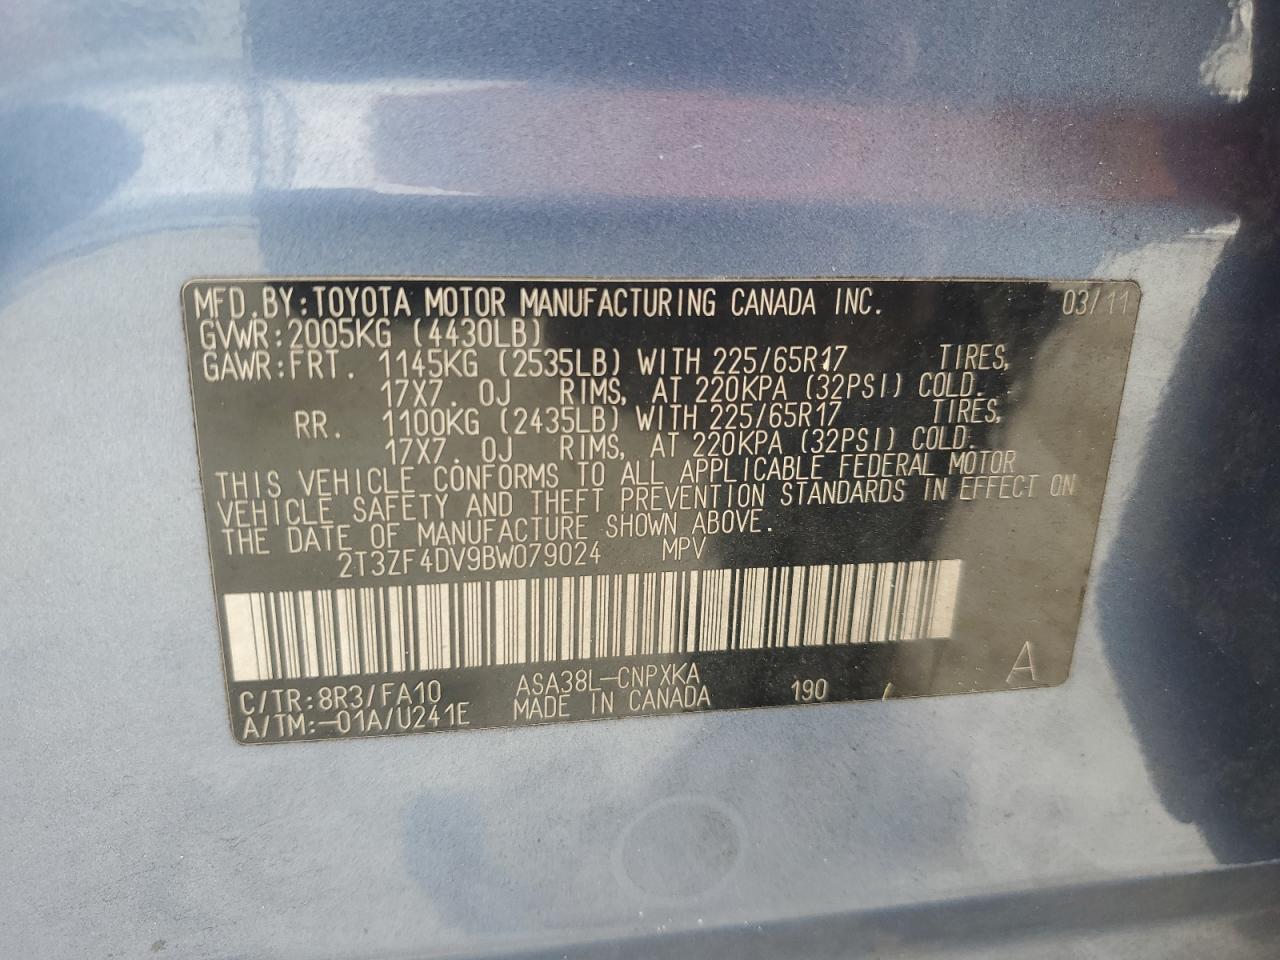 MFD.BY:TOYOTA MOTOR MANUFACTURING CANADA INC. 03/11
GVWR:2005KG (4430LB)
GAWR:FRT. 1145KG (2535LB) WITH 225/65R17 TIRES,
17X7.0J RIMS, AT 220KPA (32PSI) COLD.
RR. 1100KG (2435LB) WITH 225/65R17 TIRES,
17X7.0J RIMS, AT 220KPA (32PSI) COLD.
THIS VEHICLE CONFORMS TO ALL APPLICABLE FEDERAL MOTOR
VEHICLE SAFETY AND THEFT PREVENTION STANDARDS IN EFFECT ON
THE DATE OF MANUFACTURE SHOWN ABOVE.
2T3ZF4DV9BW079024 MPV
C/TR:8R3/FA10 ASA38L-CNPXKA 190 / A
A/TM:-01A/U241E MADE IN CANADA